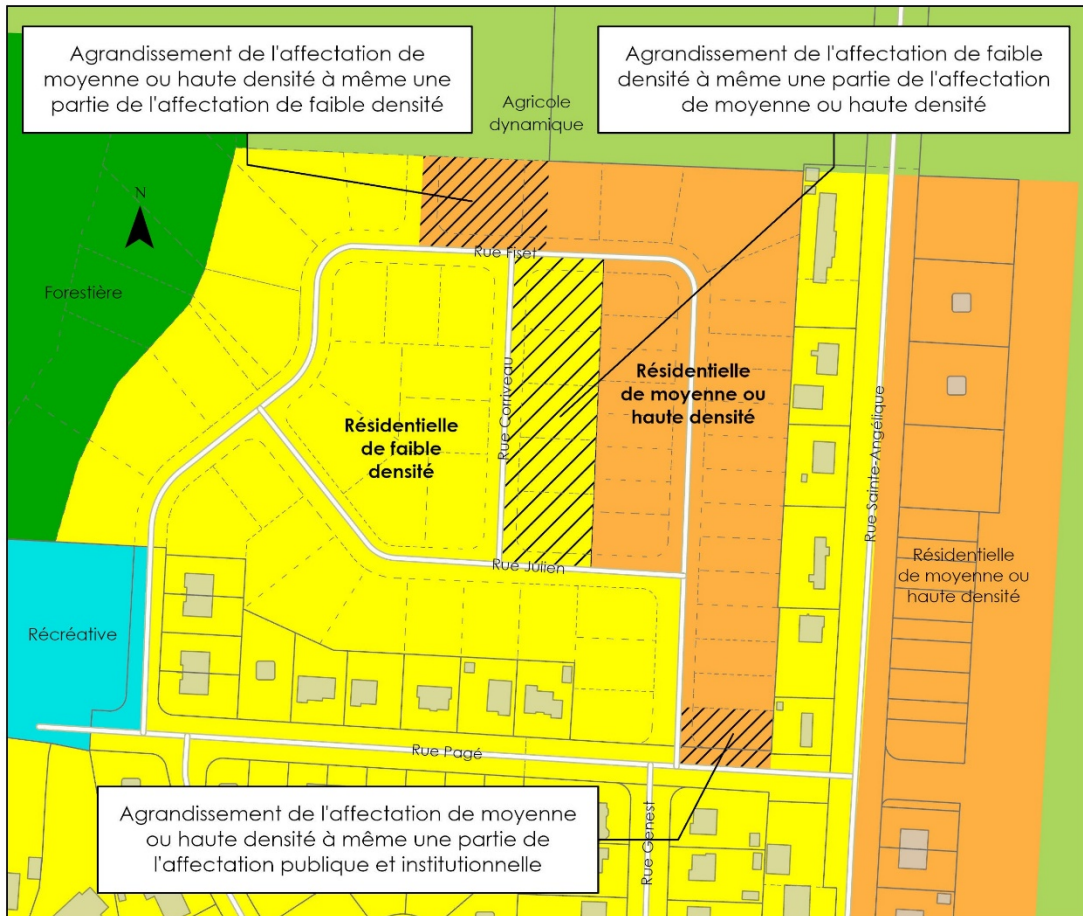 Agrandissement de l'affectation de
moyenne ou haute densité à même une
partie de l'affectation de faible densité
Agrandissement de l'affectation de faible
densité à même une partie de l'affectation
de moyenne ou haute densité
Agricole
dynamique
N
Forestière
Rue Fiset
Rue Corriveau
Résidentielle
de faible
densité
Résidentielle
de moyenne ou
haute densité
Rue Sainte-Angélique
Rue Julien
Résidentielle
de moyenne ou
haute densité
Récréative
Rue Pagé
Rue Genest
Agrandissement de l'affectation de moyenne
ou haute densité à même une partie de
l'affectation publique et institutionnelle